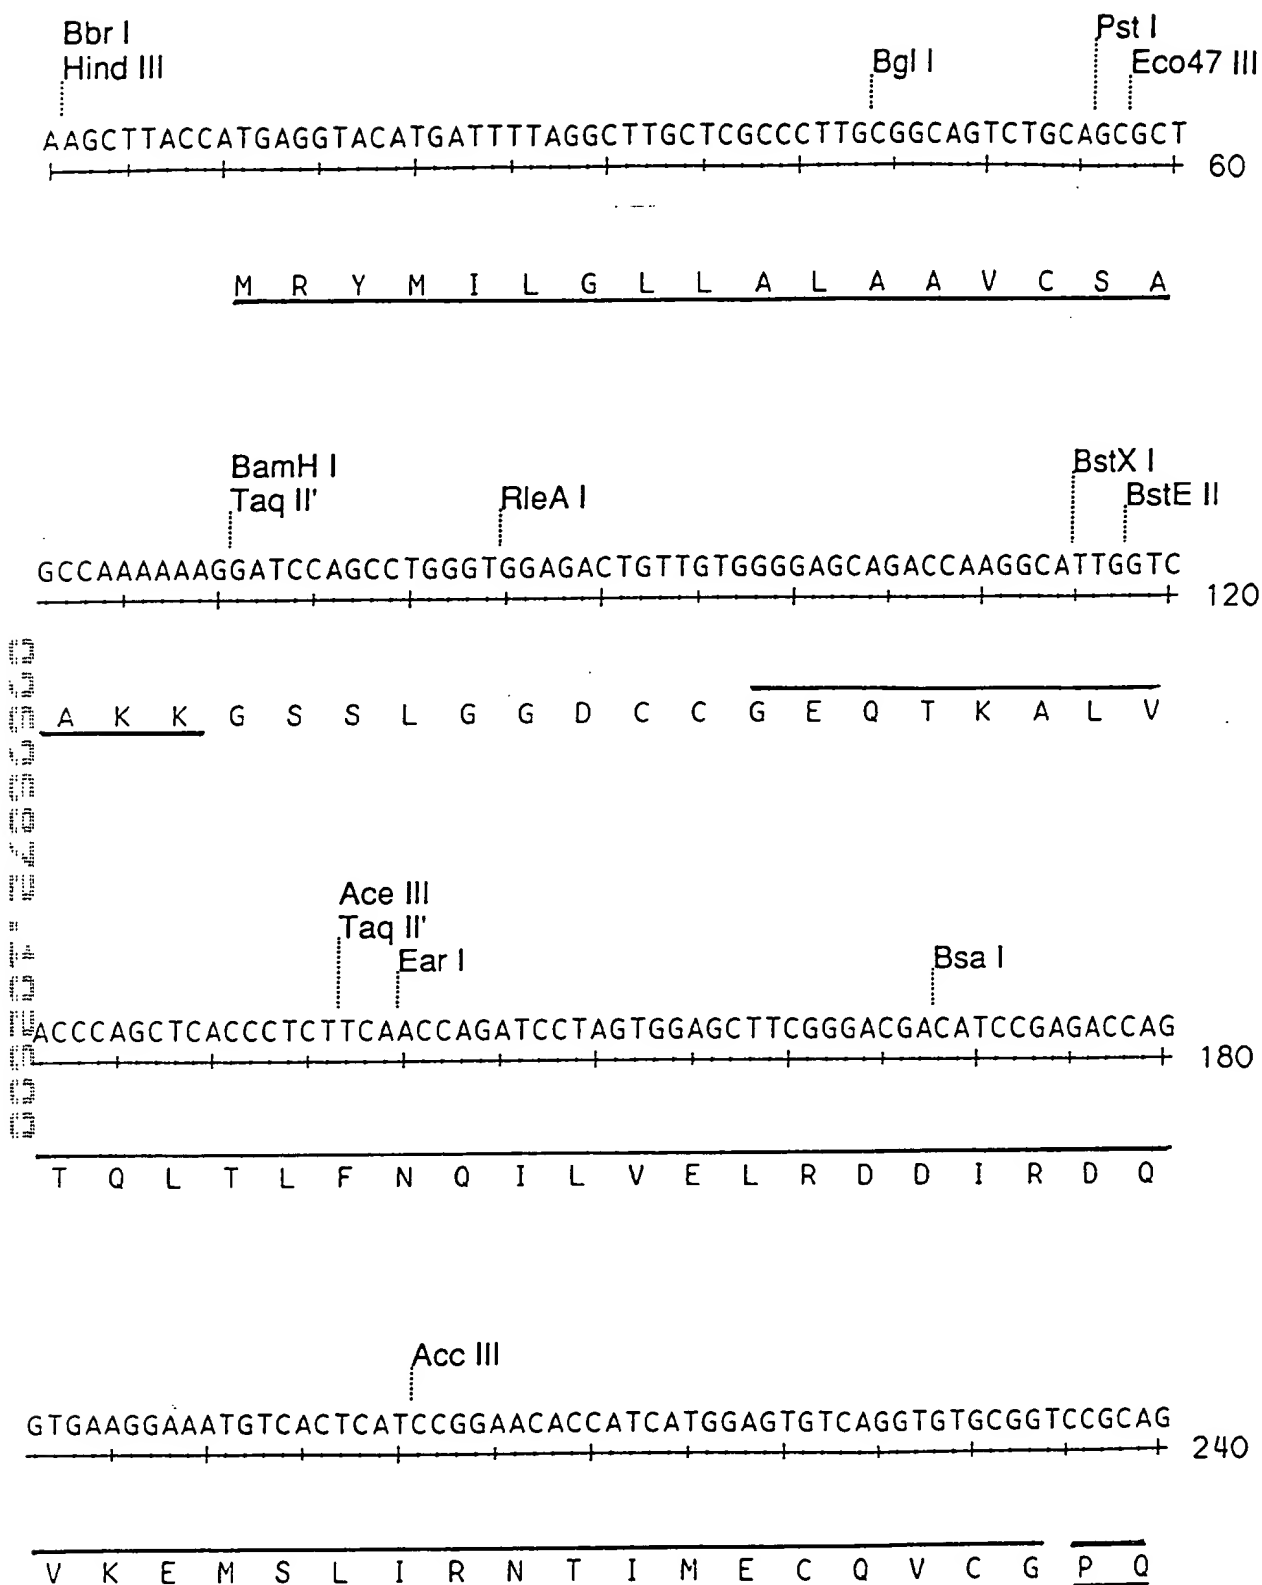 Bbr I Pst I
Hind III Bgl I Eco47 III
AAGCTTACCATGAGGTACATGATTTTAGGCTTGCTCGCCCTTGCGGCAGTCTGCAGCGCT
60
M R Y M I L G L L A L A A V C S A
BamH I BstX I
Taq II' RleA I BstE II
GCCAAAAAAGGATCCAGCCTGGGTGGAGACTGTTGTGGGGAGCAGACCAAGGCATTGGTC
120
A K K G S S L G G D C C G E Q T K A L V
Ace III
Taq II'
Ear I Bsa I
ACCCAGCTCACCCTCTTCAACCAGATCCTAGTGGAGCTTCGGGACGACATCCGAGACCAG
180
T Q L T L F N Q I L V E L R D D I R D Q
Acc III
GTGAAGGAAATGTCACTCATCCGGAACACCATCATGGAGTGTCAGGTGTGCGGTCCGCAG
240
V K E M S L I R N T I M E C Q V C G P Q